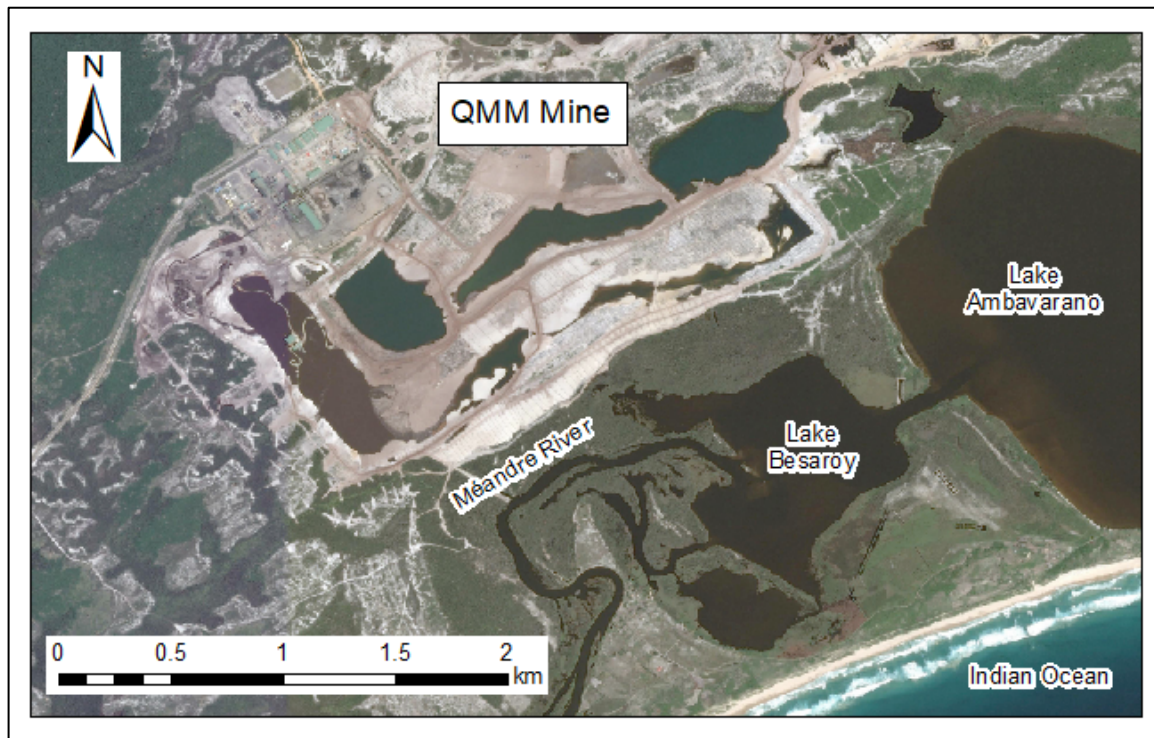 N
QMM Mine
Lake
Ambavarano
Lake
Besaroy
Méandre River
0 0.5 1 1.5 2
km
Indian Ocean